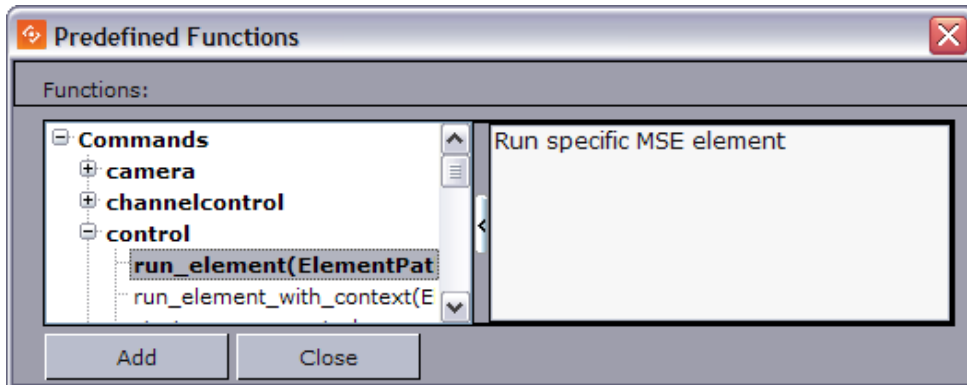 Predefined Functions
Functions:
Commands
camera
channelcontrol
control
run_element(ElementPat
run_element_with_context(E
Run specific MSE element
Add
Close